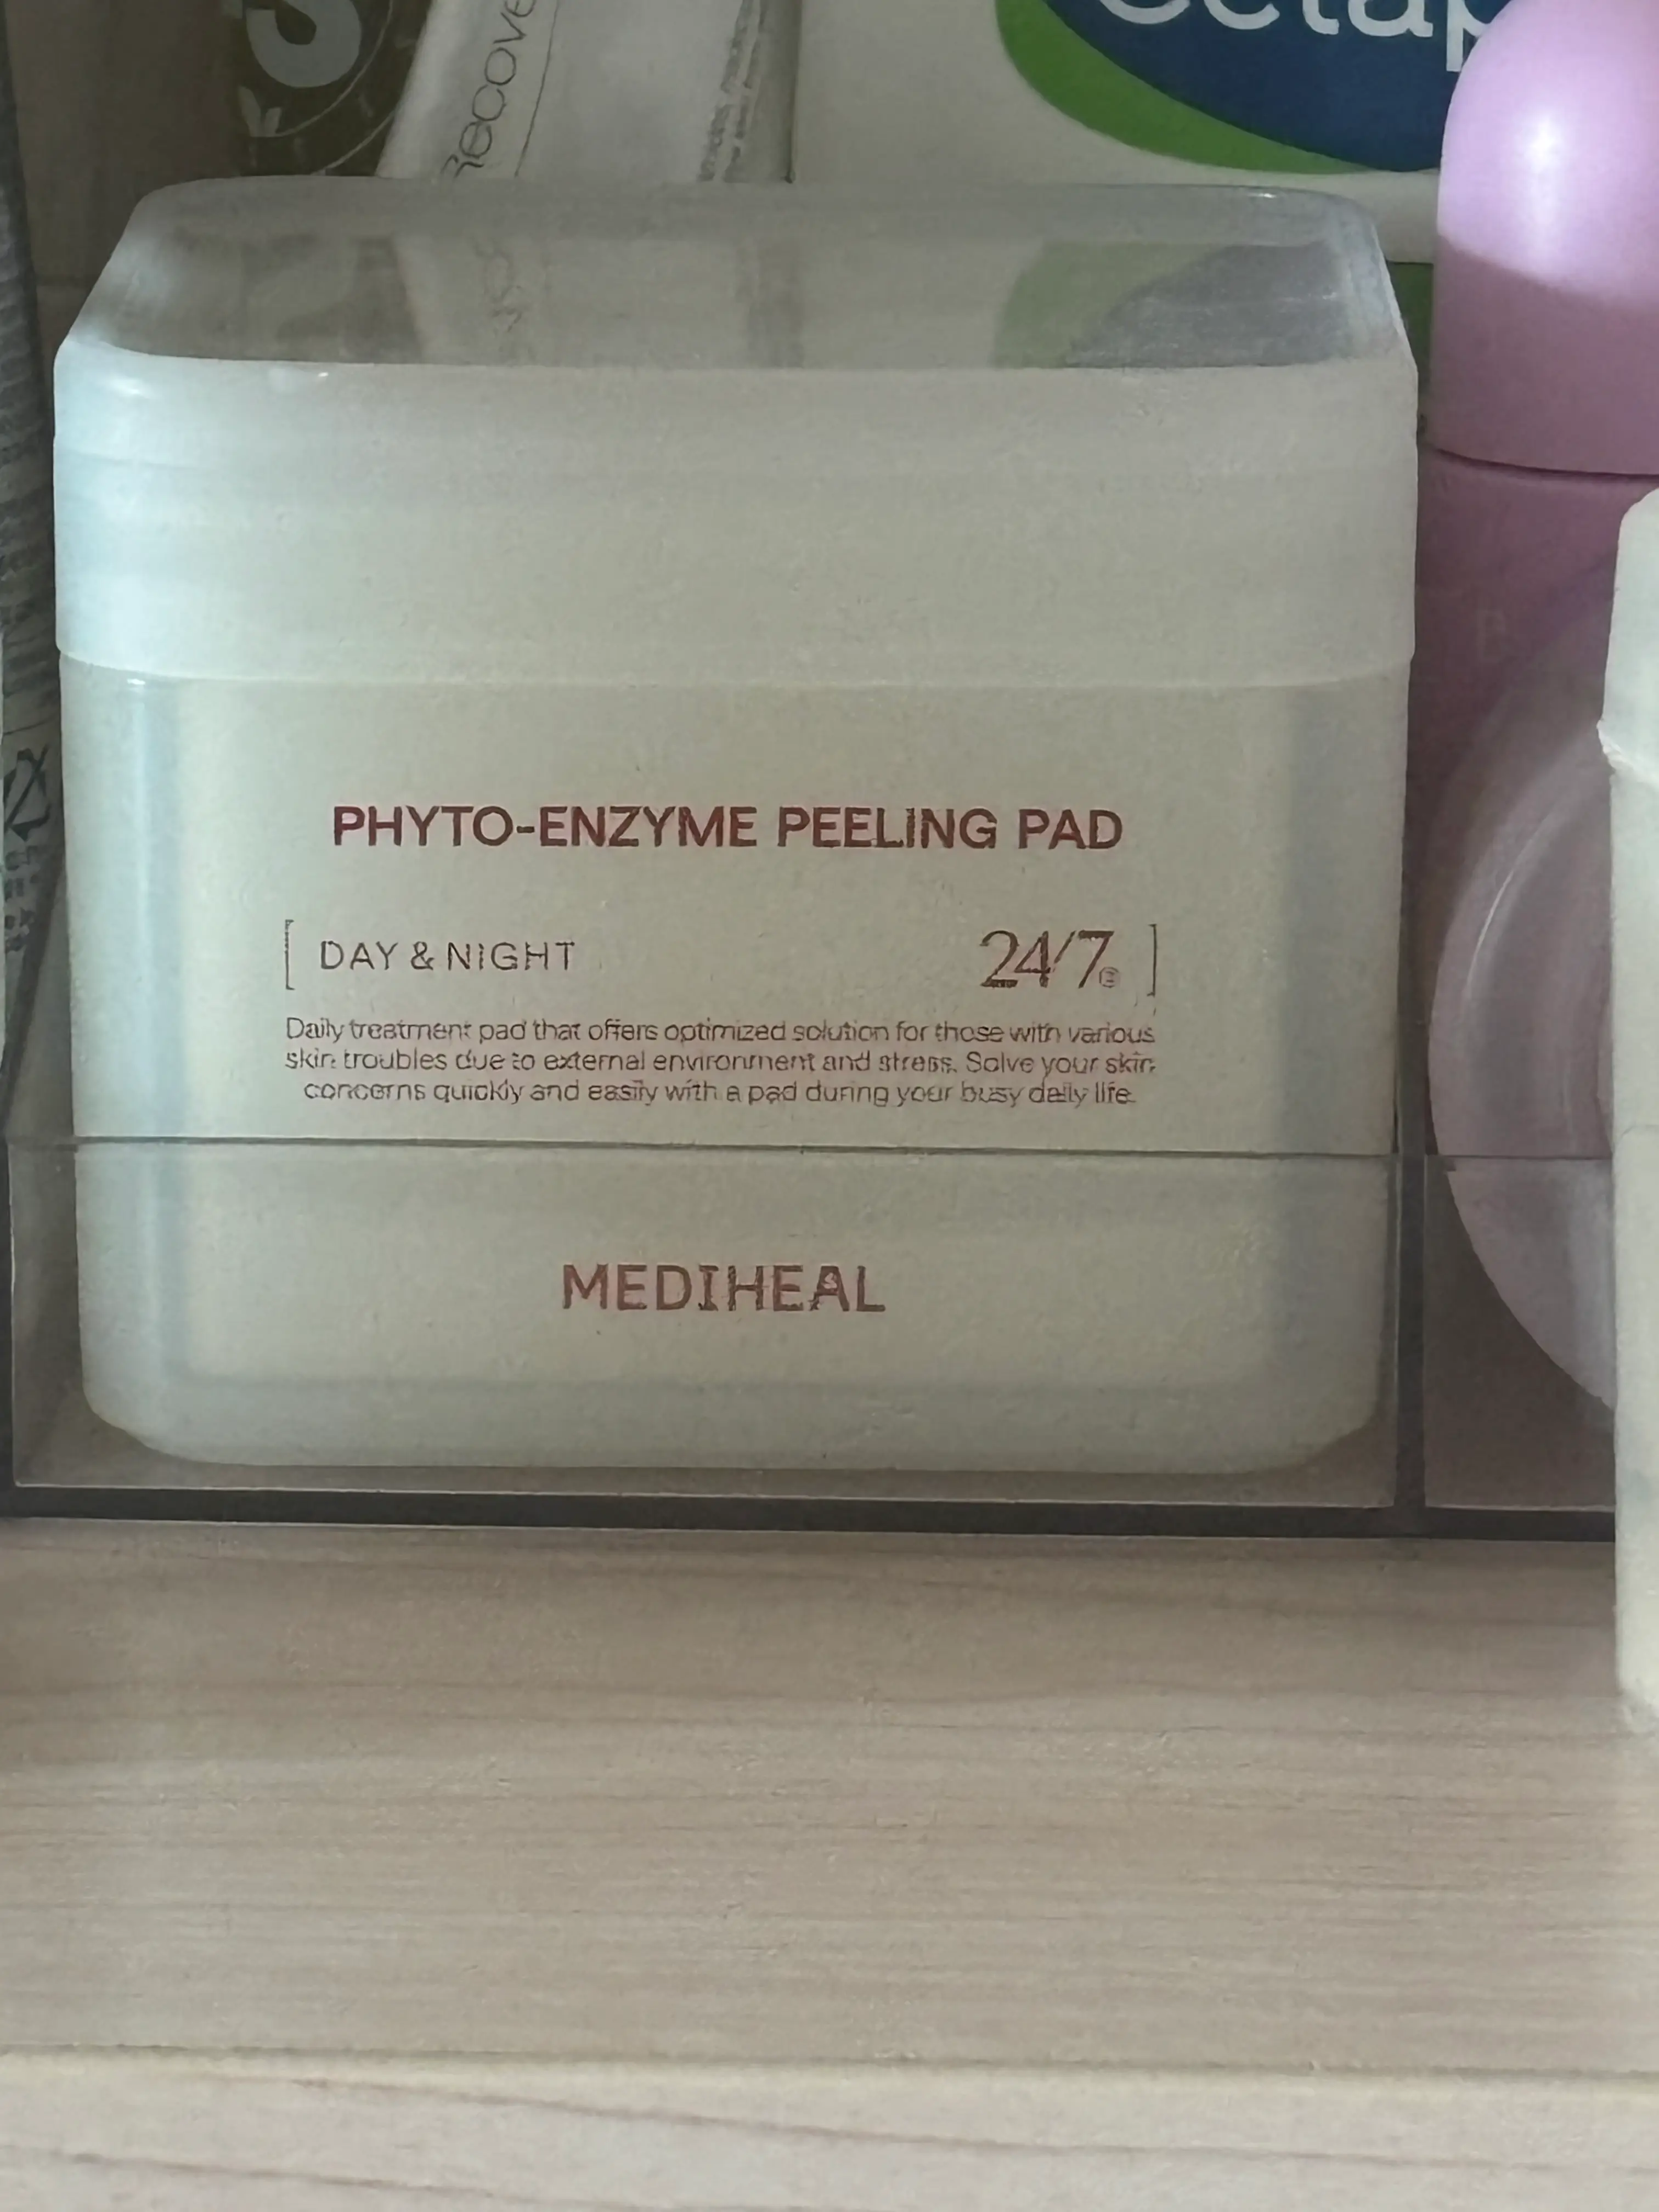 Recove
Cetap
PHYTO-ENZYME PEELING PAD
[ DAY & NIGHT 24/7 ]
Daily treatment pad that offers optimized solution for those with various
skin troubles due to external environment and stress. Solve your skin
concerns quickly and easily with a pad during your busy daily life.
MEDIHEAL